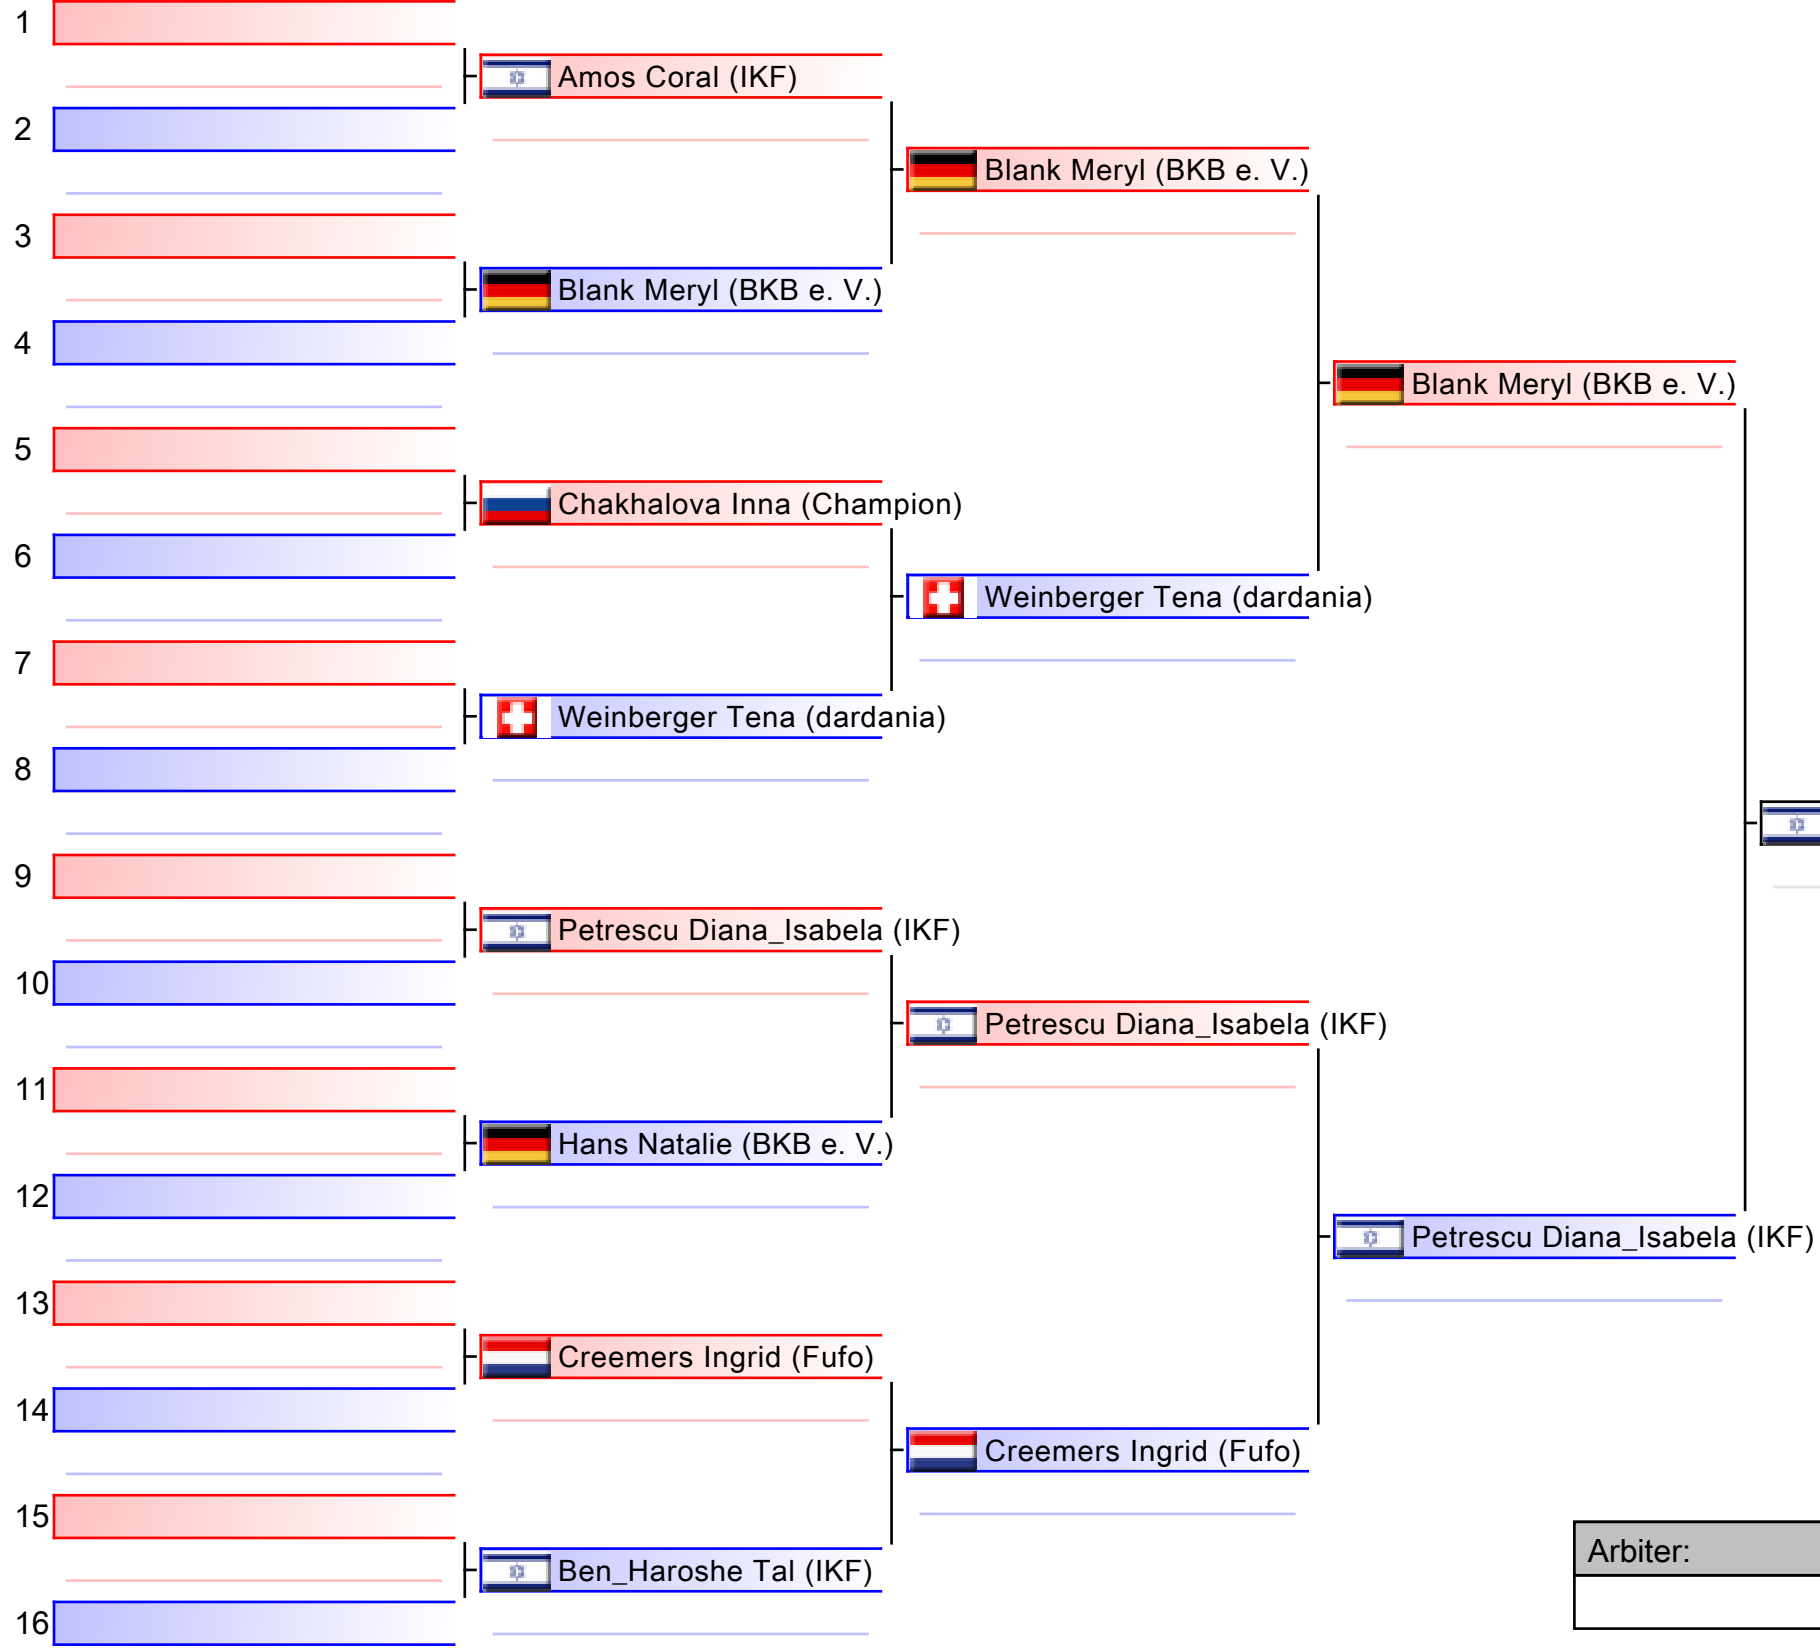 1
Amos Coral (IKF)
2
Blank Meryl (BKB e. V.)
3
Blank Meryl (BKB e. V.)
4
Blank Meryl (BKB e. V.)
5
Chakhalova Inna (Champion)
6
Weinberger Tena (dardania)
7
Weinberger Tena (dardania)
8
9
Petrescu Diana_Isabela (IKF)
10
Petrescu Diana_Isabela (IKF)
11
Hans Natalie (BKB e. V.)
12
Petrescu Diana_Isabela (IKF)
13
Creemers Ingrid (Fufo)
14
Creemers Ingrid (Fufo)
15
Arbiter:
Ben_Haroshe Tal (IKF)
16